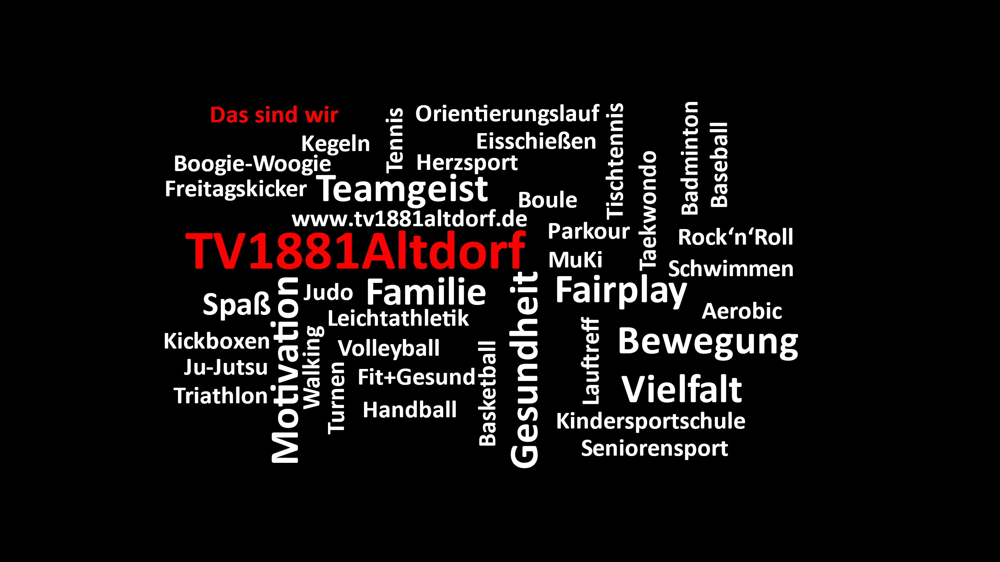 Das sind wir
Tennis
Orientierungslauf
Tischtennis
Badminton
Baseball
Kegeln
Eisschießen
Boogie-Woogie
Herzsport
Taekwondo
Freitagskicker
Teamgeist
Boule
www.tv1881altdorf.de
Parkour
Rock‘n‘Roll
TV1881Altdorf
MuKi
Schwimmen
Motivation
Judo
Familie
Gesundheit
Fairplay
Spaß
Aerobic
Leichtathletik
Kickboxen
Walking
Volleyball
Basketball
Lauftreff
Bewegung
Ju-Jutsu
Turnen
Fit+Gesund
Vielfalt
Triathlon
Handball
Kindersportschule
Seniorensport